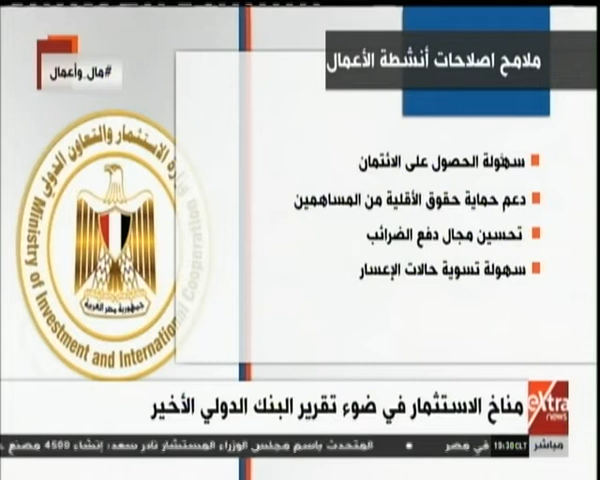 ملامح اصلاحات أنشطة الأعمال
#مال_وأعمال
سهولة الحصول على الائتمان
دعم حماية حقوق الأقلية من المساهمين
تحسين مجال دفع الضرائب
سهولة تسوية حالات الإعسار
وزارة الاستثمار والتعاون الدولي
Ministry of Investment and International Cooperation
جمهورية مصر العربية
مناخ الاستثمار في ضوء تقرير البنك الدولي الأخير
eXtra
news
مباشر
10:30 CLT
في مصر
المتحدث باسم مجلس الوزراء المستشار نادر سعد: إنشاء 4500 مصنع